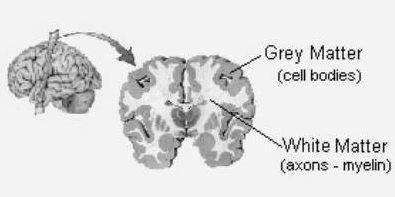 Grey Matter
(cell bodies)
White Matter
(axons - myelin)